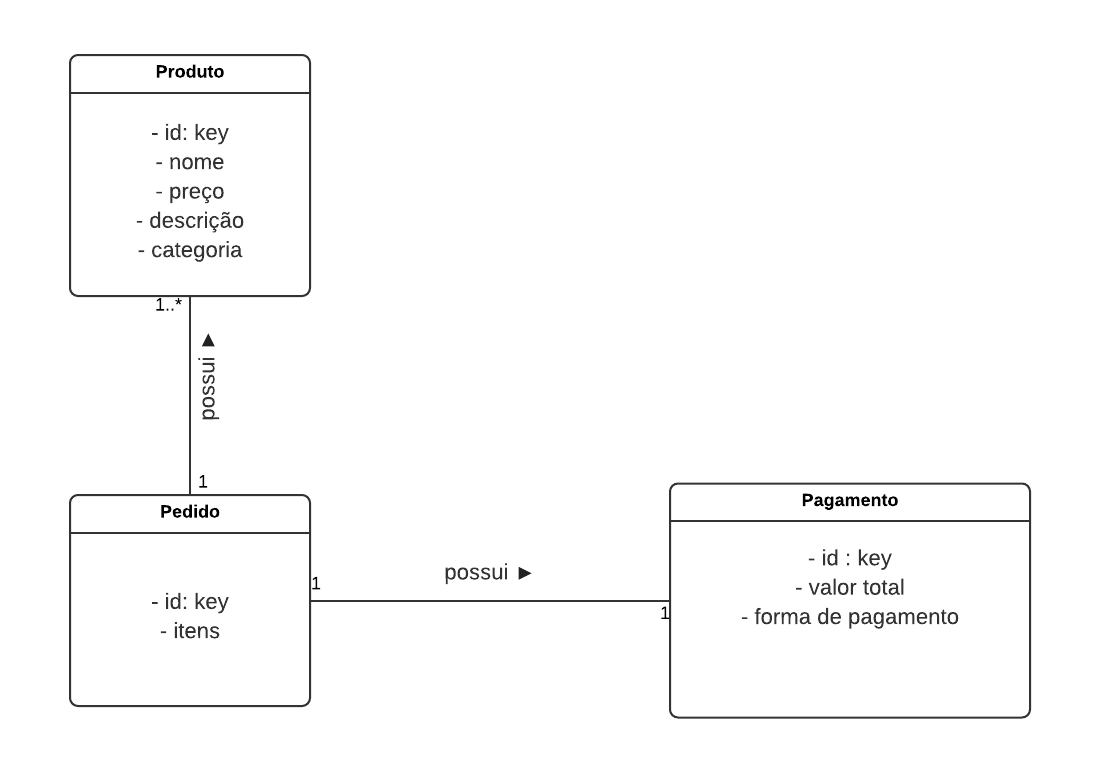 Produto
- id: key
- nome
- preço
- descrição
- categoria
1..*
possui ►
1
Pedido
- id: key
- itens
1
possui ►
1
Pagamento
- id : key
- valor total
- forma de pagamento